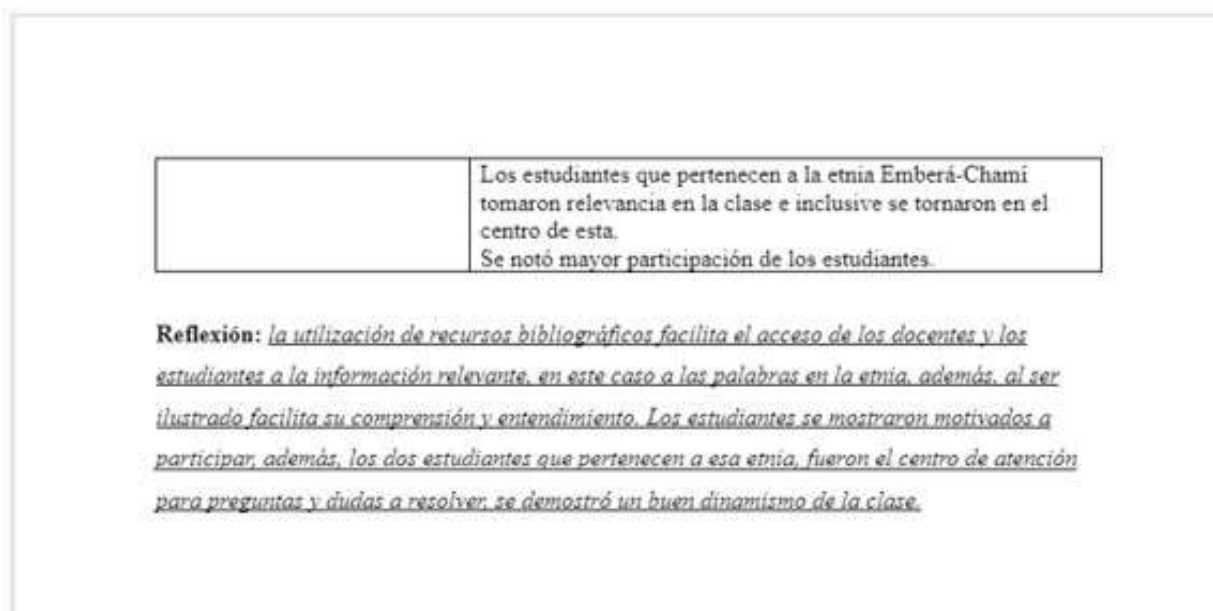 Los estudiantes que pertenecen a la etnia Emberá-Chamí
tomaron relevancia en la clase e inclusive se tornaron en el
centro de esta.
Se notó mayor participación de los estudiantes.
Reflexión: la utilización de recursos bibliográficos facilita el acceso de los docentes y los
estudiantes a la información relevante, en este caso a las palabras en la etnia, además, al ser
ilustrado facilita su comprensión y entendimiento. Los estudiantes se mostraron motivados a
participar, además, los dos estudiantes que pertenecen a esa etnia, fueron el centro de atención
para preguntas y dudas a resolver, se demostró un buen dinamismo de la clase.